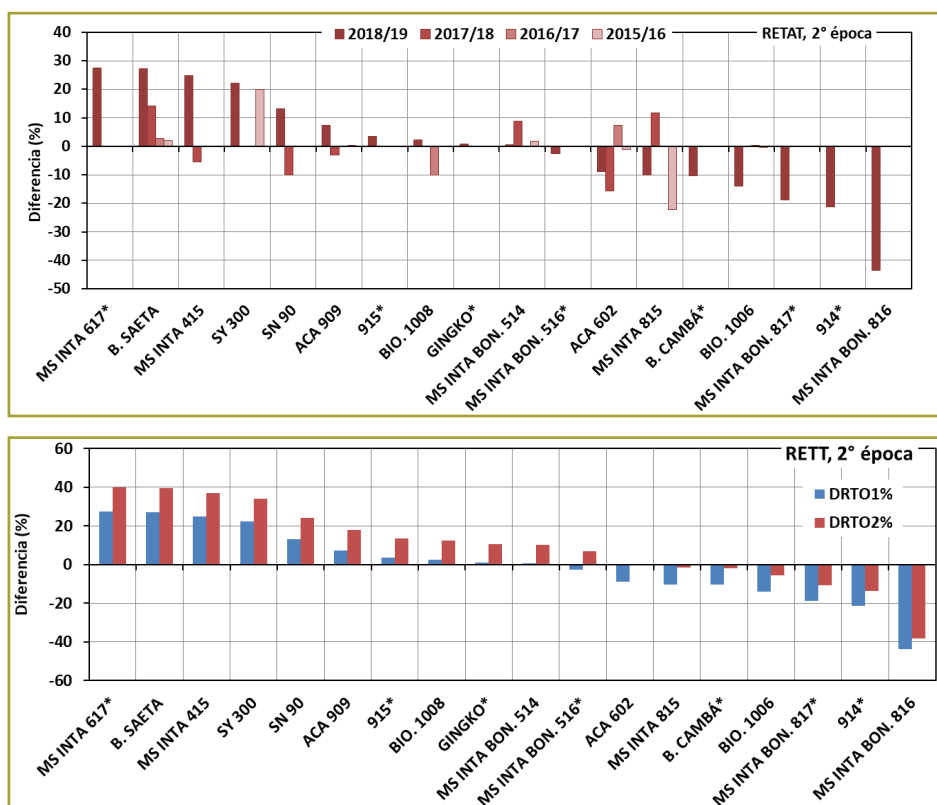 2018/19 2017/18 2016/17 2015/16
RETAT, 2° época
Diferencia (%)
40
30
20
10
0
-10
-20
-30
-40
-50
MS INTA 617*
B. SAETA
MS INTA 415
SY 300
SN 90
ACA 909
915*
BIO. 1008
GINGKO*
MS INTA BON. 514
MS INTA BON. 516*
ACA 602
MS INTA 815
B. CAMBÁ*
BIO. 1006
MS INTA BON. 817*
914*
MS INTA BON. 816
RETT, 2° época
DRTO1%
DRTO2%
Diferencia (%)
60
40
20
0
-20
-40
-60
MS INTA 617*
B. SAETA
MS INTA 415
SY 300
SN 90
ACA 909
915*
BIO. 1008
GINGKO*
MS INTA BON. 514
MS INTA BON. 516*
ACA 602
MS INTA 815
B. CAMBÁ*
BIO. 1006
MS INTA BON. 817*
914*
MS INTA BON. 816